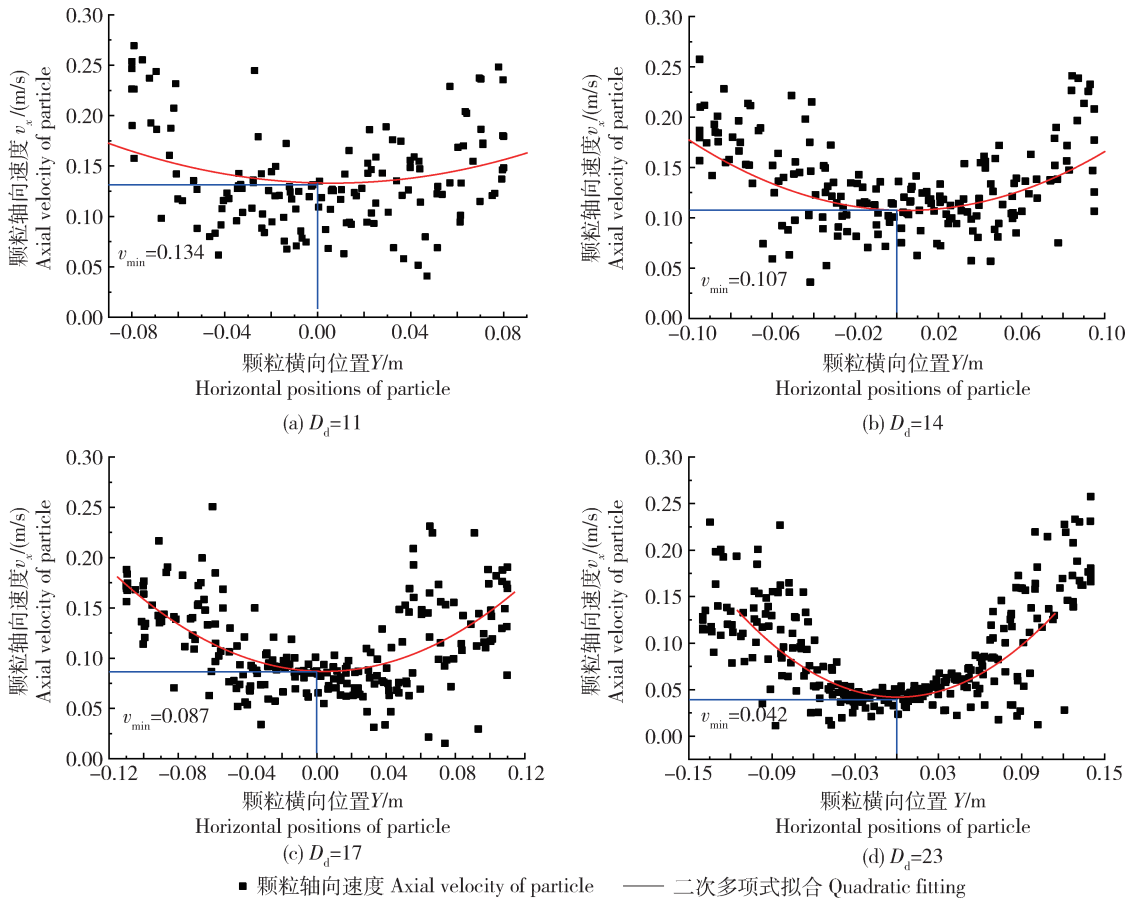 颗粒轴向速度 vx/(m/s)
Axial velocity of particle
0.30
0.25
0.20
0.15
0.10
0.05
0.00
vmin=0.134
−0.08 −0.04 0.00 0.04 0.08
颗粒横向位置Y/m
Horizontal positions of particle
(a) Dd=11
颗粒轴向速度vx/(m/s)
Axial velocity of particle
0.30
0.25
0.20
0.15
0.10
0.05
0.00
vmin=0.107
−0.10 −0.06 −0.02 0.02 0.06 0.10
颗粒横向位置Y/m
Horizontal positions of particle
(b) Dd=14
颗粒轴向速度vx/(m/s)
Axial velocity of particle
0.30
0.25
0.20
0.15
0.10
0.05
0.00
vmin=0.087
−0.12 −0.08 −0.04 0.00 0.04 0.08 0.12
颗粒横向位置Y/m
Horizontal positions of particle
(c) Dd=17
颗粒轴向速度vx/(m/s)
Axial velocity of particle
0.30
0.25
0.20
0.15
0.10
0.05
0.00
vmin=0.042
−0.15 −0.09 −0.03 0.03 0.09 0.15
颗粒横向位置 Y/m
Horizontal positions of particle
(d) Dd=23
颗粒轴向速度 Axial velocity of particle 二次多项式拟合 Quadratic fitting